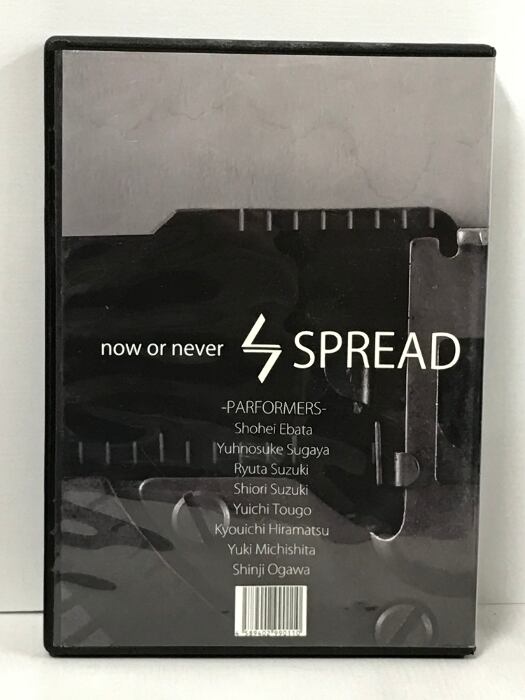 now or never SPREAD
-PARFORMERS-
Shohei Ebata
Yuhnosuke Sugaya
Ryuta Suzuki
Shiori Suzuki
Yuichi Tougo
Kyouichi Hiramatsu
Yuki Michishita
Shinji Ogawa
4589402990110